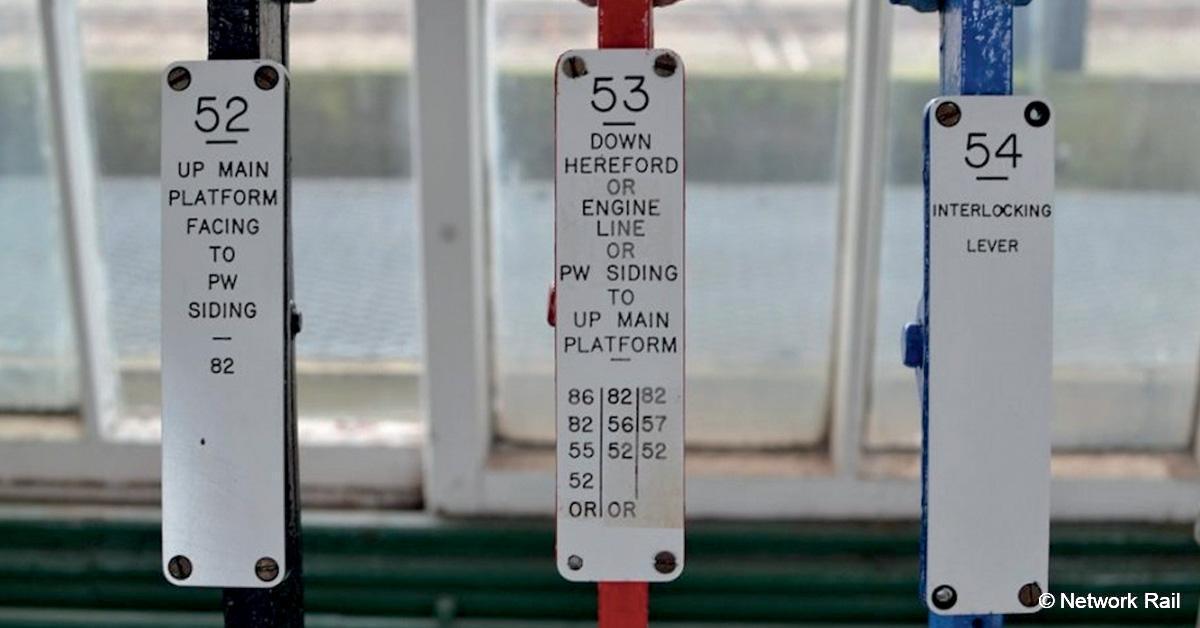 52
UP MAIN
PLATFORM
FACING
TO
PW
SIDING
82
53
DOWN
HEREFORD
OR
ENGINE
LINE
OR
PW SIDING
TO
UP MAIN
PLATFORM
86 82 82
82 56 57
55 52 52
52
OR OR
54
INTERLOCKING
LEVER
© Network Rail